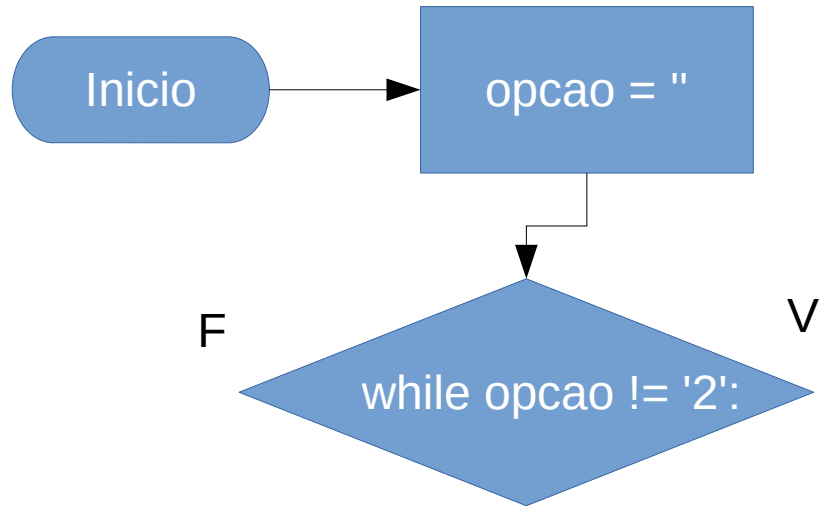 Inicio
opcao = ''
F
V
while opcao != '2':